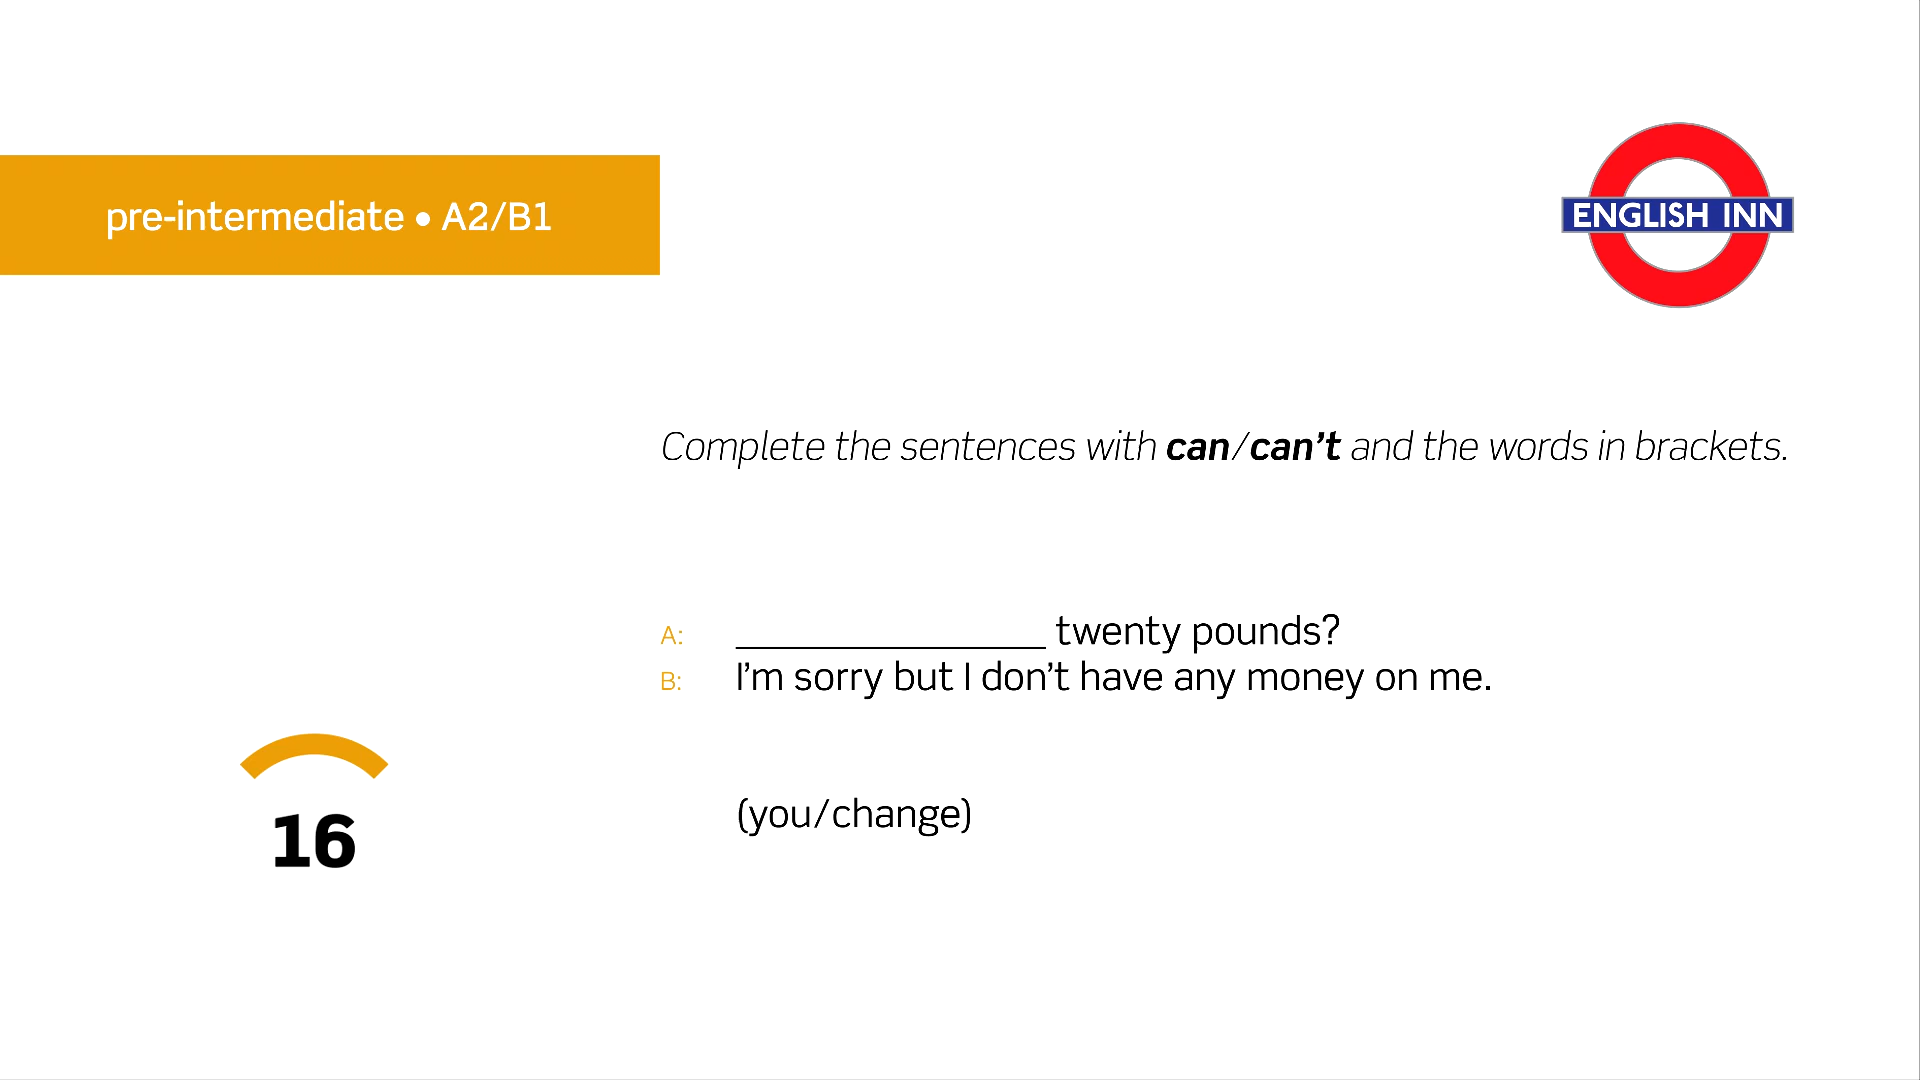 pre-intermediate • A2/B1
ENGLISH INN
Complete the sentences with can/can’t and the words in brackets.
A: ______________ twenty pounds?
B: I’m sorry but I don’t have any money on me.
(you/change)
16